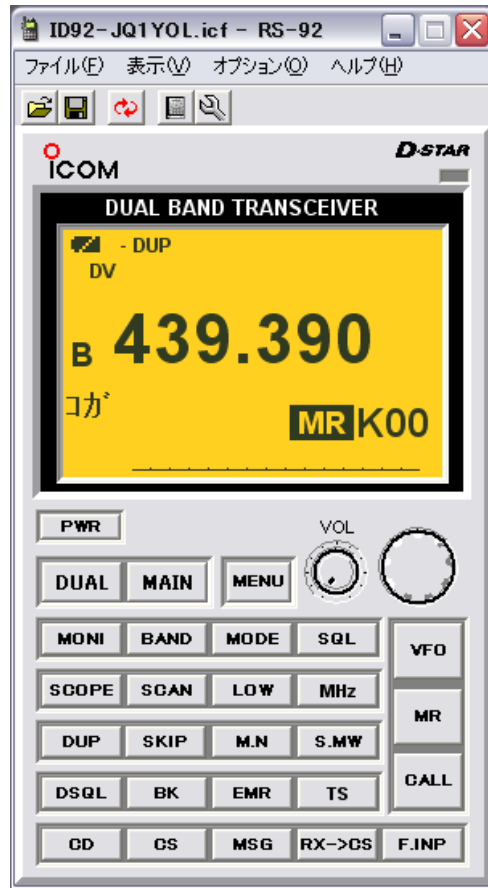 ID92-JQ1YOL.icf - RS-92
ファイル(F) 表示(V) オプション(O) ヘルプ(H)
ICOM D-STAR
DUAL BAND TRANSCEIVER
- DUP
DV
B 439.390
コガ
MR K00
PWR VOL
DUAL MAIN MENU
MONI BAND MODE SQL VFO
SCOPE SCAN LOW MHz
MR
DUP SKIP M.N S.MW
CALL
DSQL BK EMR TS
CD CS MSG RX->CS F.INP